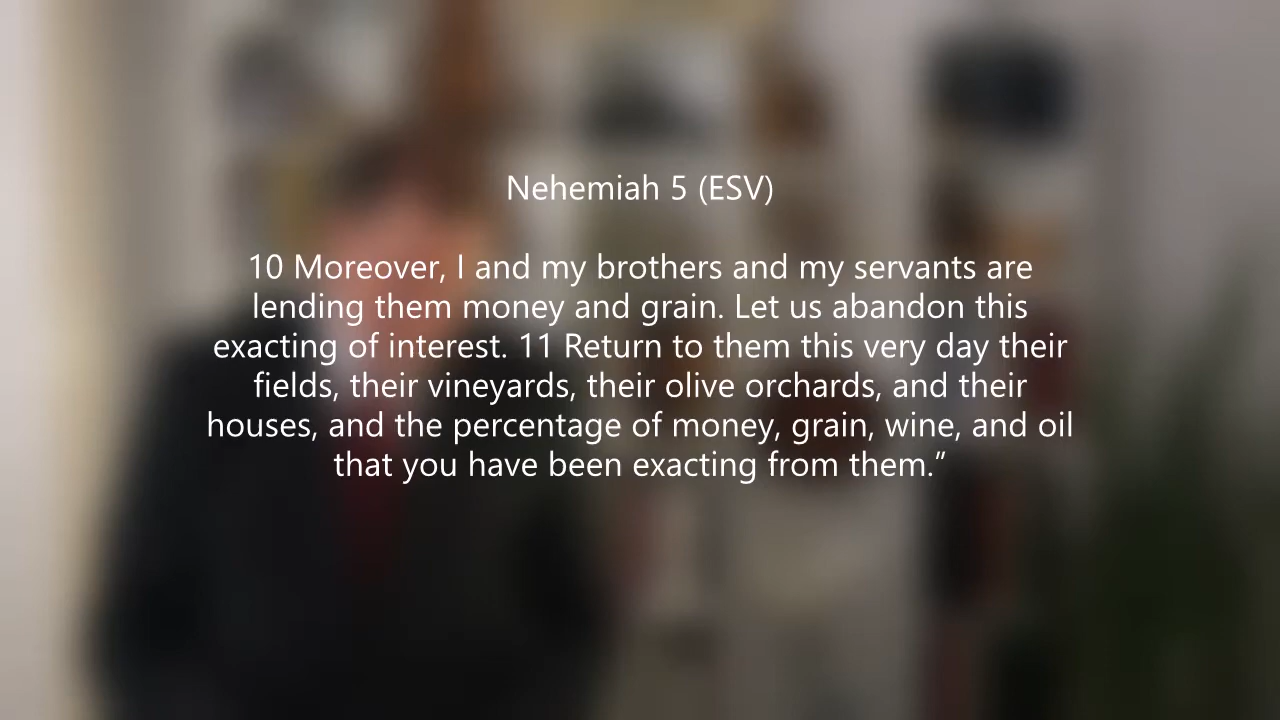 Nehemiah 5 (ESV)
10 Moreover, I and my brothers and my servants are
lending them money and grain. Let us abandon this
exacting of interest. 11 Return to them this very day their
fields, their vineyards, their olive orchards, and their
houses, and the percentage of money, grain, wine, and oil
that you have been exacting from them.”